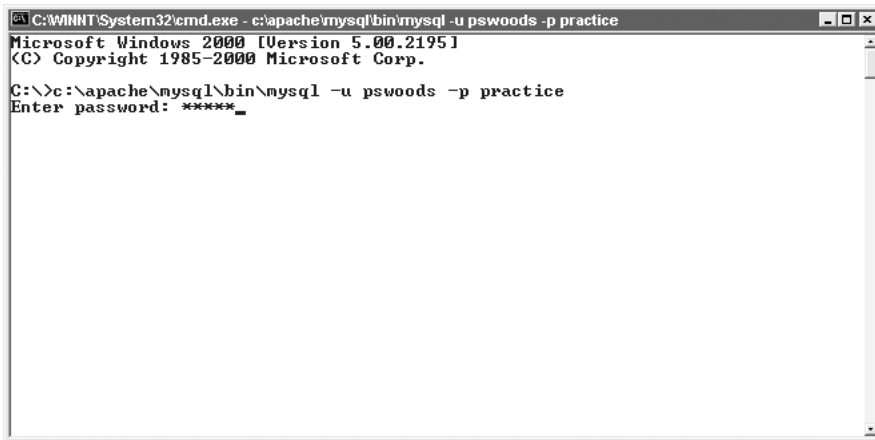 C:\WINNT\System32\cmd.exe - c:\apache\mysql\bin\mysql -u pswoods -p practice
Microsoft Windows 2000 [Version 5.00.2195]
(C) Copyright 1985-2000 Microsoft Corp.
C:\>c:\apache\mysql\bin\mysql -u pswoods -p practice
Enter password: *****_